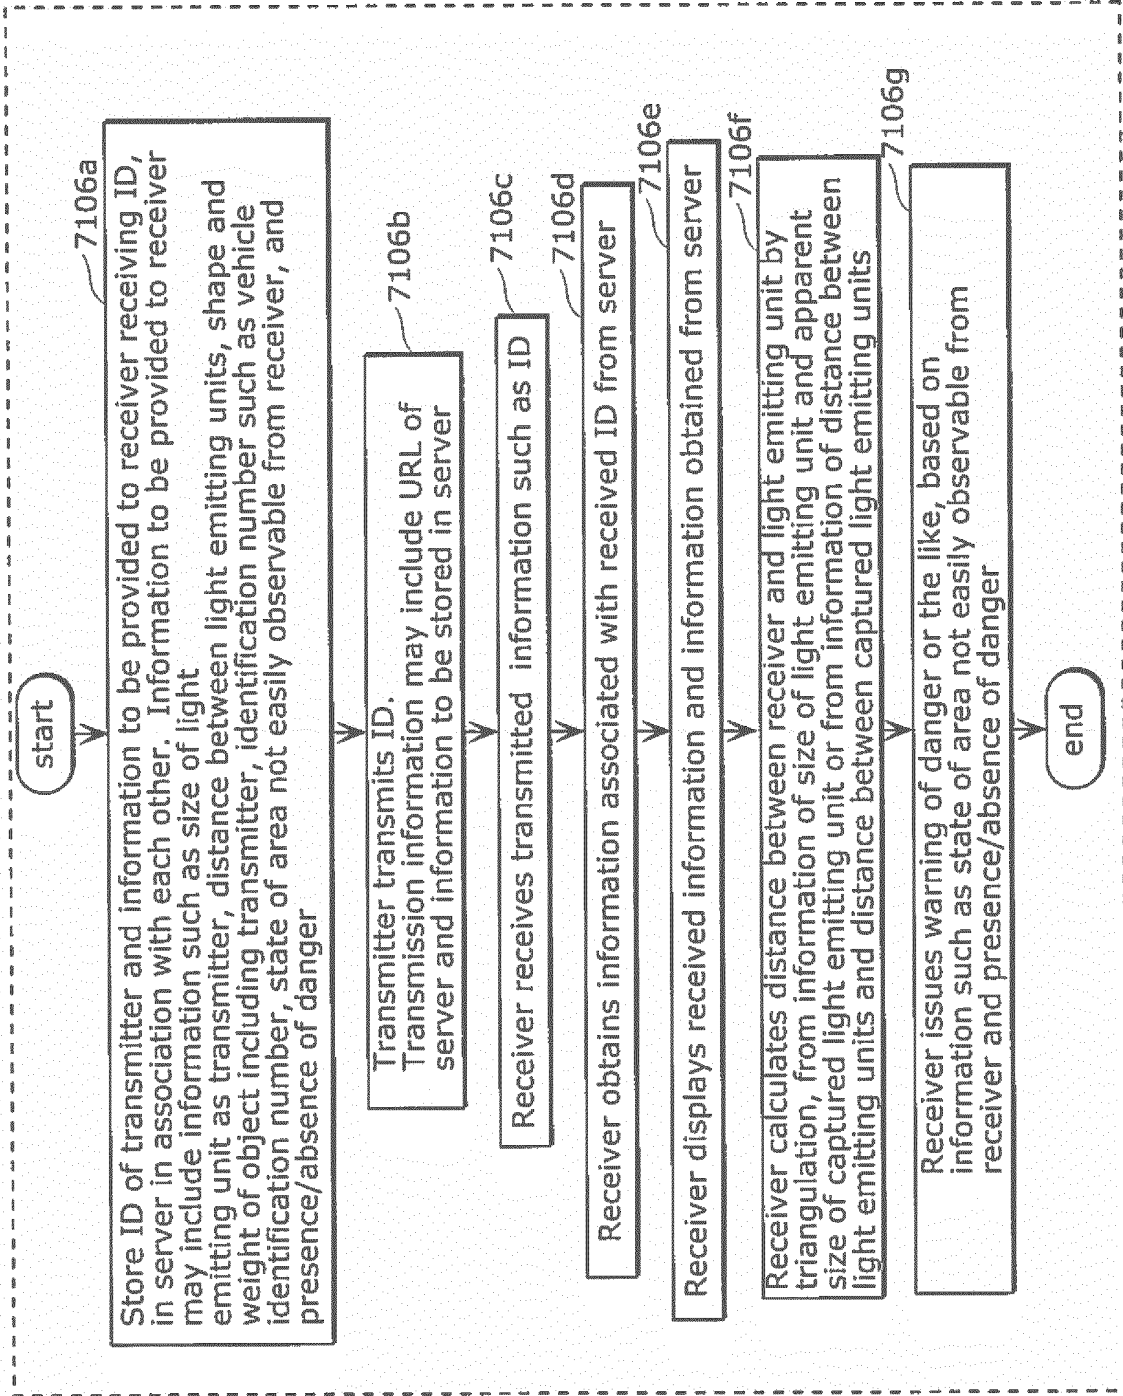 start
7106a
Store ID of transmitter and information to be provided to receiver receiving ID,
in server in association with each other. Information to be provided to receiver
may include information such as size of light
emitting unit as transmitter, distance between light emitting units, shape and
weight of object including transmitter, identification number such as vehicle
identification number, state of area not easily observable from receiver, and
presence/absence of danger
7106b
Transmitter transmits ID.
Transmission information may include URL of
server and information to be stored in server
7106c
Receiver receives transmitted information such as ID
7106d
Receiver obtains information associated with received ID from server
7106e
Receiver displays received information and information obtained from server
7106f
Receiver calculates distance between receiver and light emitting unit by
triangulation, from information of size of light emitting unit and apparent
size of captured light emitting unit or from information of distance between
light emitting units and distance between captured light emitting units
7106g
Receiver issues warning of danger or the like, based on
information such as state of area not easily observable from
receiver and presence/absence of danger
end